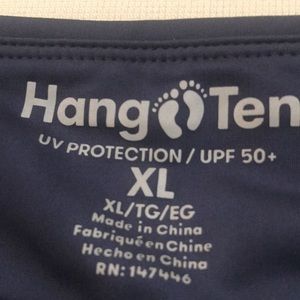 Hang Ten
UV PROTECTION / UPF 50+
XL
XL/TG/EG
Made in China
Fabriqué en Chine
Hecho en China
RN: 147446